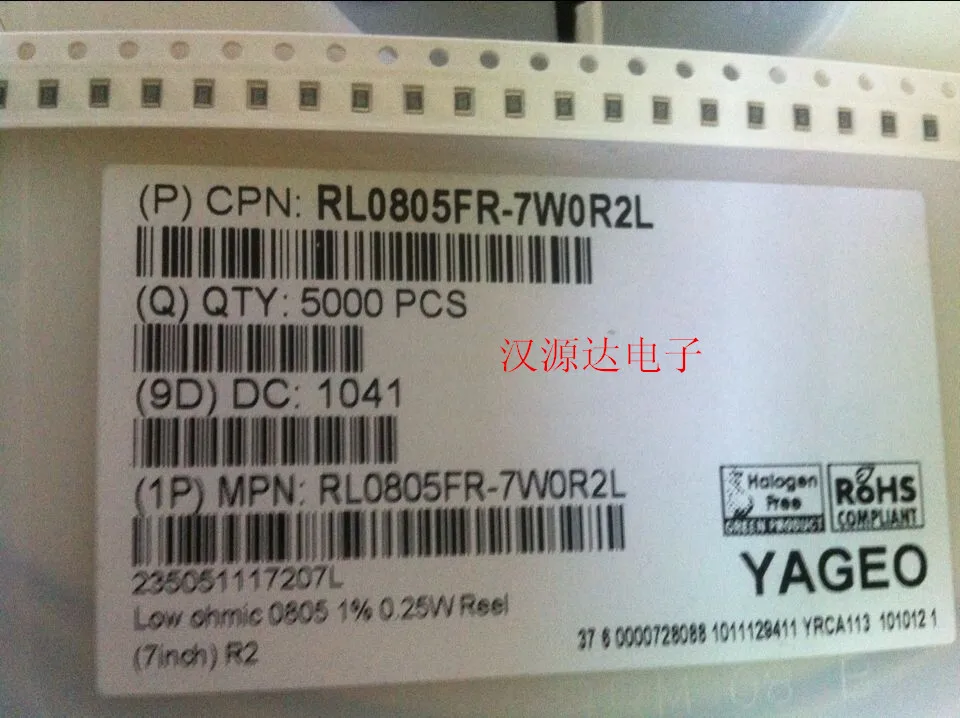 (P) CPN: RL0805FR-7W0R2L
(Q) QTY: 5000 PCS
汉源达电子
(9D) DC: 1041
(1P) MPN: RL0805FR-7W0R2L
Halogen
Free
GREEN PRODUCT
RoHS
COMPLIANT
YAGEO
235051117207L
Low ohmic 0805 1% 0.25W Reel
(7inch) R2
37 6 0000728088 1011129411 YRCA113 101012 1